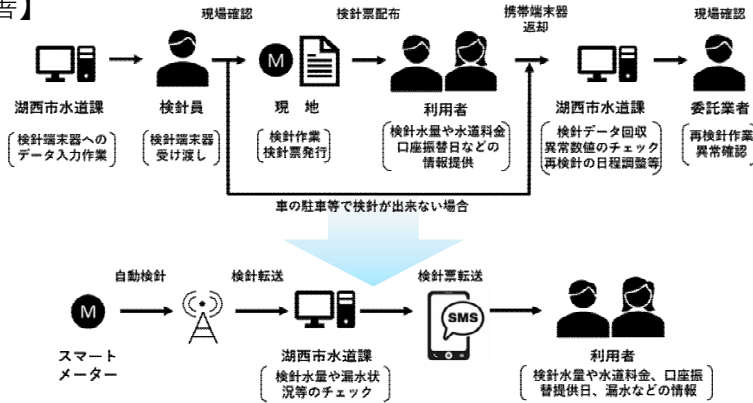 告】
現場確認
検針票配布
携帯端末器
返却
現場確認
M
湖西市水道課
検針員
現 地
利用者
湖西市水道課
委託業者
検針端末器への
データ入力作業
検針端末器
受け渡し
検針作業
検針票発行
検針水量や水道料金
口座振替日などの
情報提供
検針データ回収
異常数値のチェック
再検針の日程調整等
再検針作業
異常確認
車の駐車等で検針が出来ない場合
自動検針
検針転送
検針票転送
M
SMS
スマート
メーター
湖西市水道課
検針水量や漏水状
況等のチェック
利用者
検針水量や水道料金、口座振
替提供日、漏水などの情報